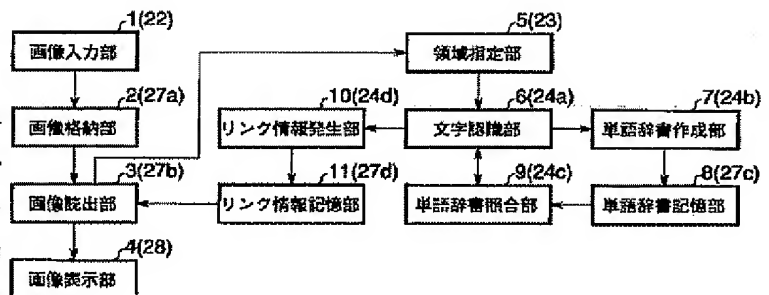 1(22)
画像入力部
2(27a)
画像格納部
3(27b)
画像読出部
4(28)
画像表示部
5(23)
領域指定部
10(24d)
リンク情報発生部
6(24a)
文字認識部
7(24b)
単語辞書作成部
11(27d)
リンク情報記憶部
9(24c)
単語辞書照合部
8(27c)
単語辞書記憶部